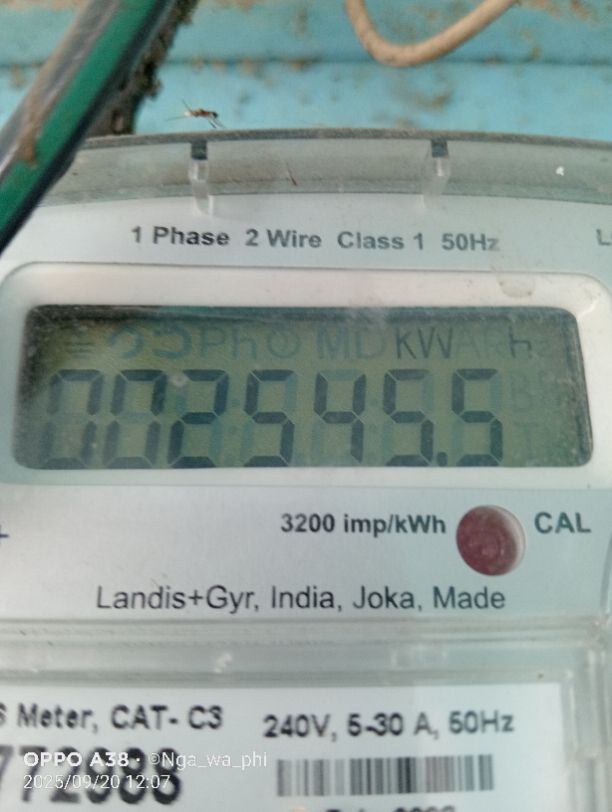 1 Phase 2 Wire Class 1 50Hz
kWh
002545.5
3200 imp/kWh CAL
Landis+Gyr, India, Joka, Made
Meter, CAT- C3
240V, 5-30 A, 50Hz
OPPO A38 · ©Nga_wa_phi
2025/09/20 12:07